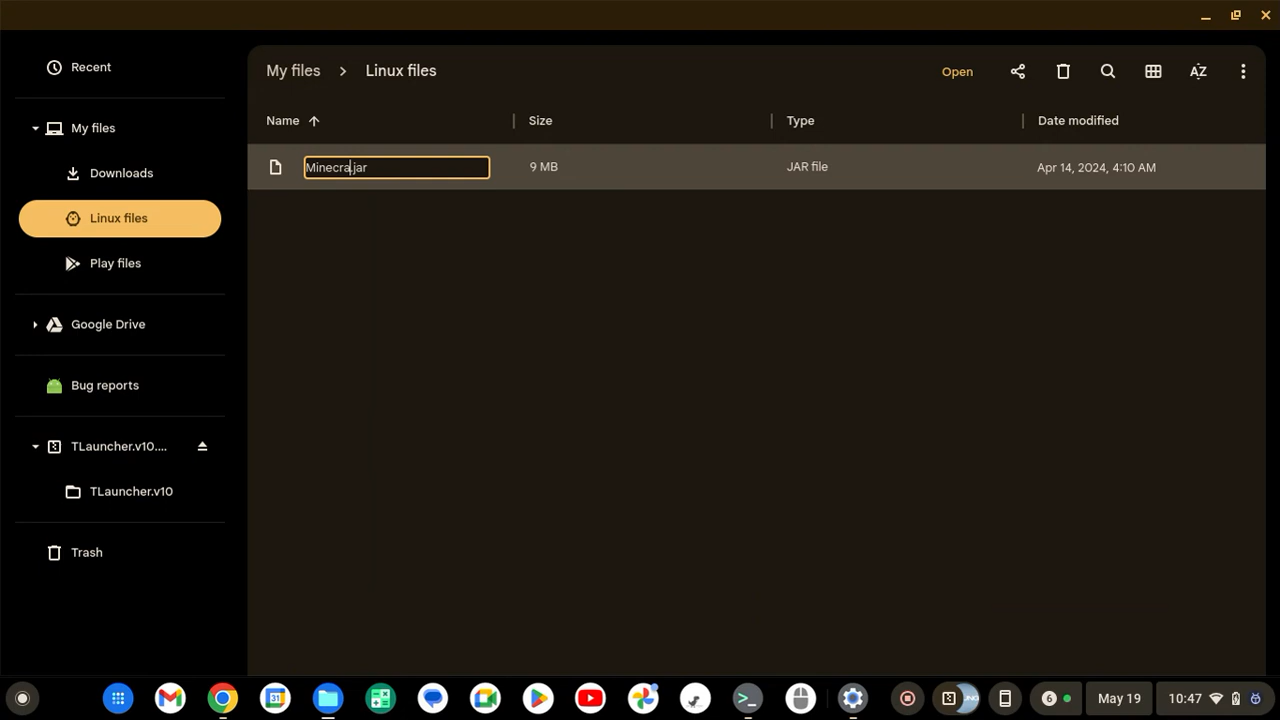 Recent
My files
Downloads
Linux files
Play files
Google Drive
Bug reports
TLauncher.v10....
TLauncher.v10
Trash
My files > Linux files
Open
AZ
Name Size Type Date modified
Minecra.jar 9 MB JAR file Apr 14, 2024, 4:10 AM
31
6 May 19 10:47